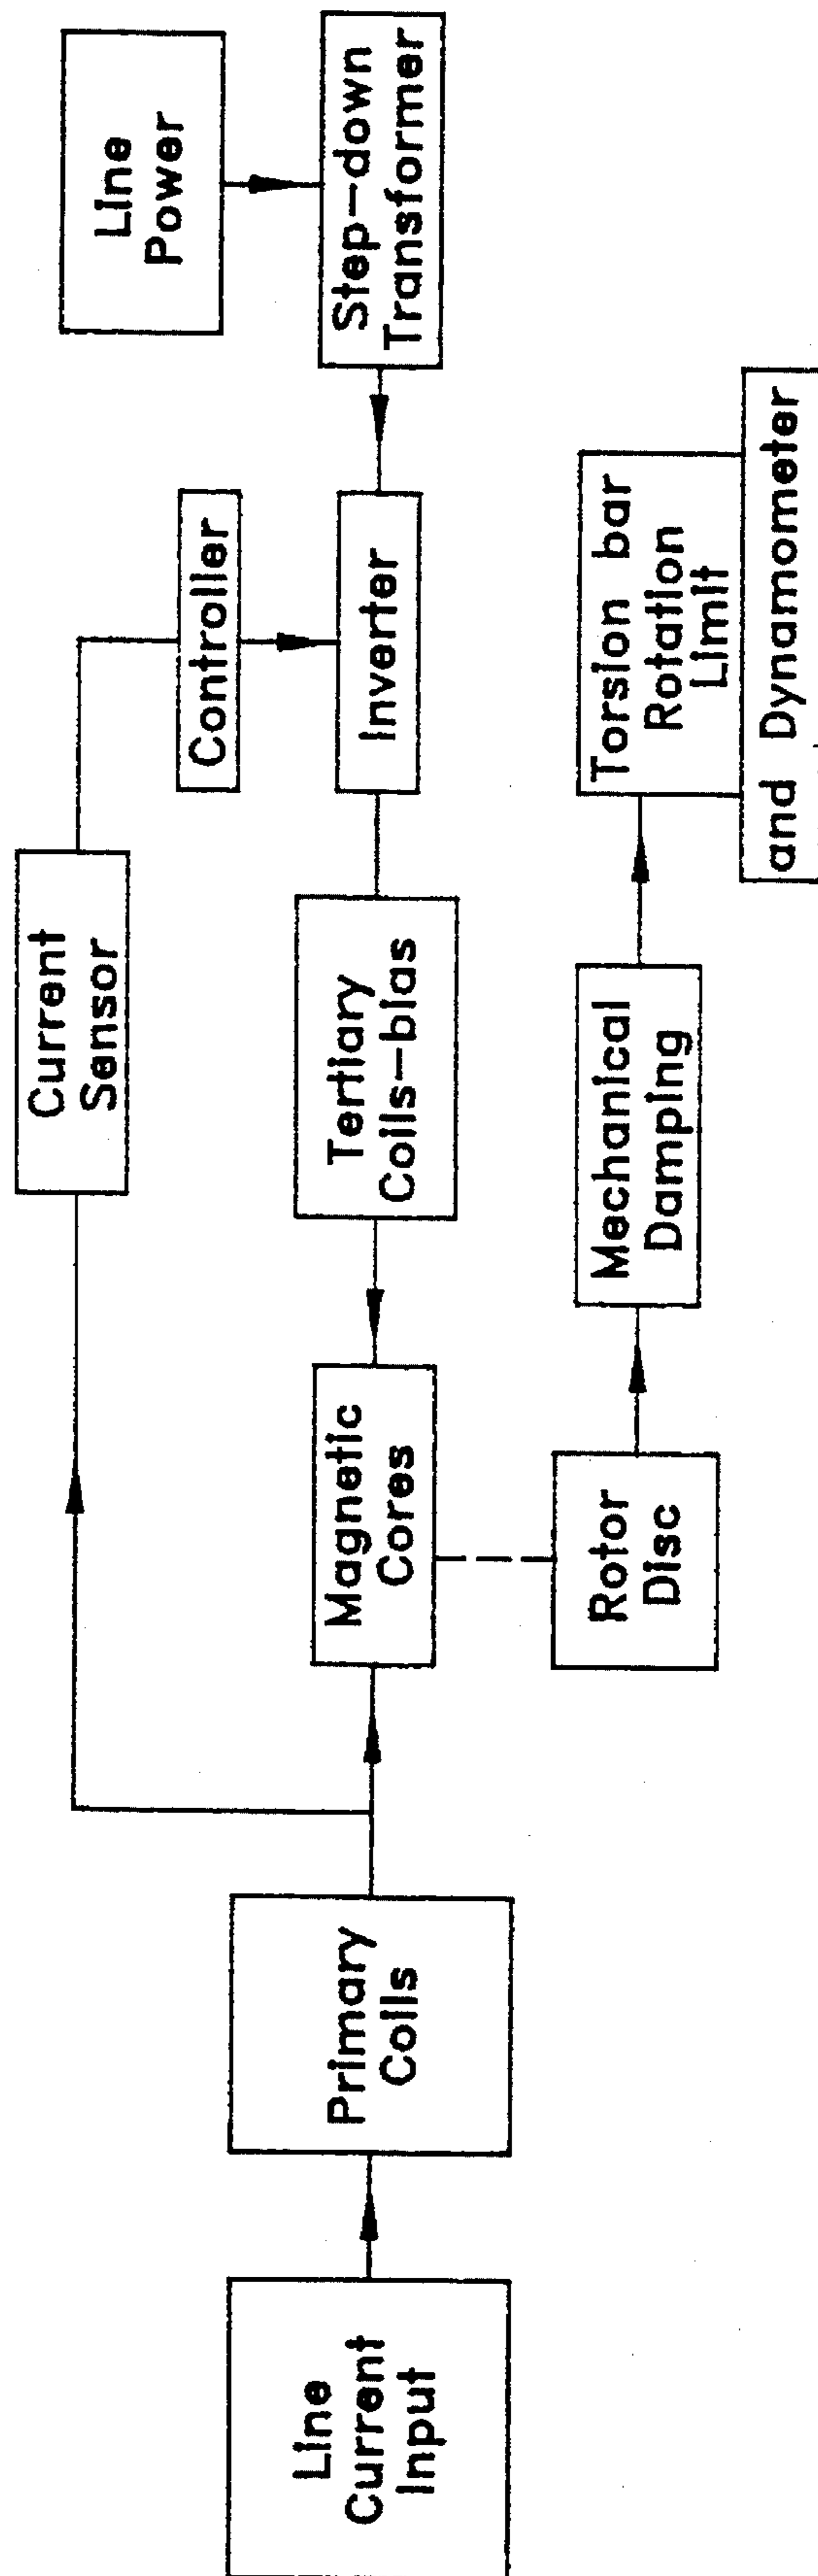 Line
Current
Input
Primary
Coils
Magnetic
Cores
Rotor
Disc
Current
Sensor
Tertiary
Coils-bias
Mechanical
Damping
Controller
Inverter
Torsion bar
Rotation
Limit
and Dynamometer
Line
Power
Step-down
Transformer